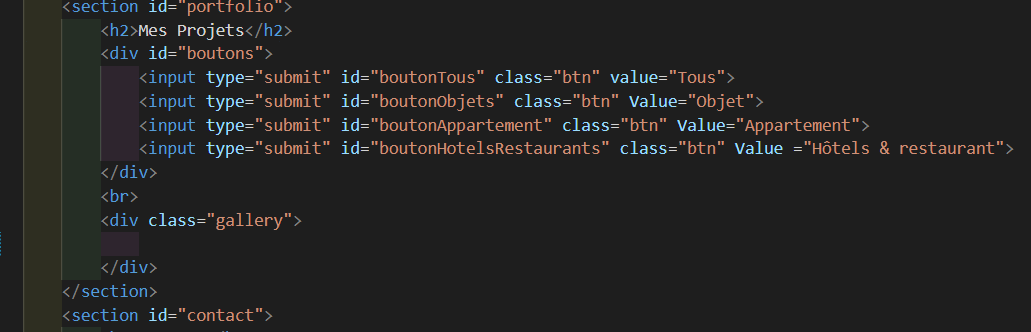 <section id="portfolio">
<h2>Mes Projets</h2>
<div id="boutons">
<input type="submit" id="boutonTous" class="btn" value="Tous">
<input type="submit" id="boutonObjets" class="btn" Value="Objet">
<input type="submit" id="boutonAppartement" class="btn" Value="Appartement">
<input type="submit" id="boutonHotelsRestaurants" class="btn" Value ="Hôtels & restaurant">
</div>
<br>
<div class="gallery">
</div>
</section>
<section id="contact">